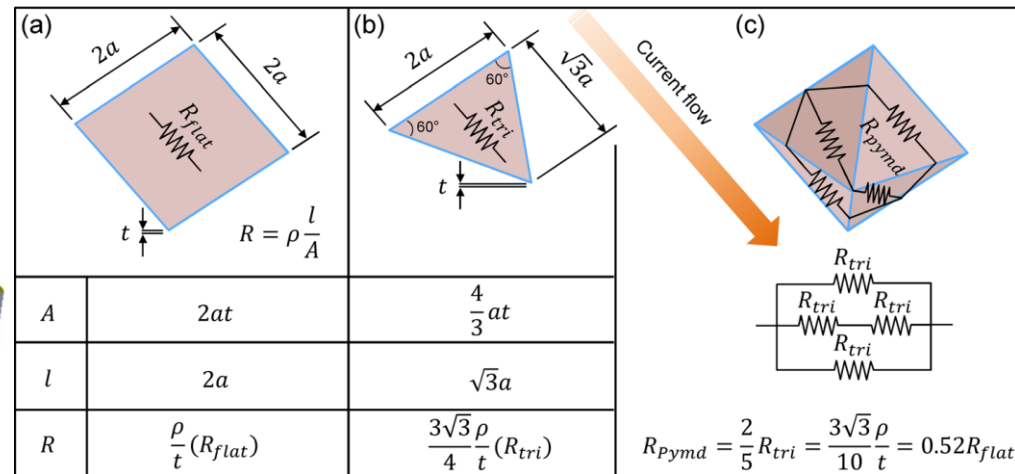 (a)
2a
2a
R_flat
t
R = ρ l/A
(b)
2a
√3a
60°
60°
R_tri
t
Current flow
(c)
R_pymd
A 2at 4/3 at
l 2a √3a
R ρ/t (R_flat) 3√3/4 ρ/t (R_tri)
R_tri
R_tri R_tri
R_tri
R_Pymd = 2/5 R_tri = 3√3/10 ρ/t = 0.52R_flat